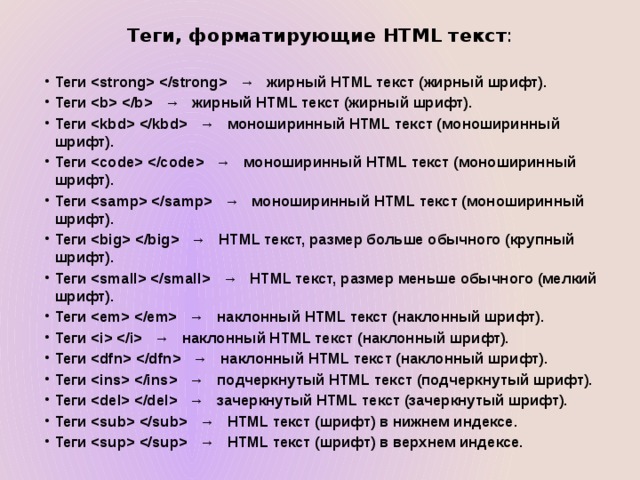 Теги, форматирующие HTML текст:
• Теги <strong> </strong> → жирный HTML текст (жирный шрифт).
• Теги <b> </b> → жирный HTML текст (жирный шрифт).
• Теги <kbd> </kbd> → моноширинный HTML текст (моноширинный
шрифт).
• Теги <code> </code> → моноширинный HTML текст (моноширинный
шрифт).
• Теги <samp> </samp> → моноширинный HTML текст (моноширинный
шрифт).
• Теги <big> </big> → HTML текст, размер больше обычного (крупный
шрифт).
• Теги <small> </small> → HTML текст, размер меньше обычного (мелкий
шрифт).
• Теги <em> </em> → наклонный HTML текст (наклонный шрифт).
• Теги <i> </i> → наклонный HTML текст (наклонный шрифт).
• Теги <dfn> </dfn> → наклонный HTML текст (наклонный шрифт).
• Теги <ins> </ins> → подчеркнутый HTML текст (подчеркнутый шрифт).
• Теги <del> </del> → зачеркнутый HTML текст (зачеркнутый шрифт).
• Теги <sub> </sub> → HTML текст (шрифт) в нижнем индексе.
• Теги <sup> </sup> → HTML текст (шрифт) в верхнем индексе.